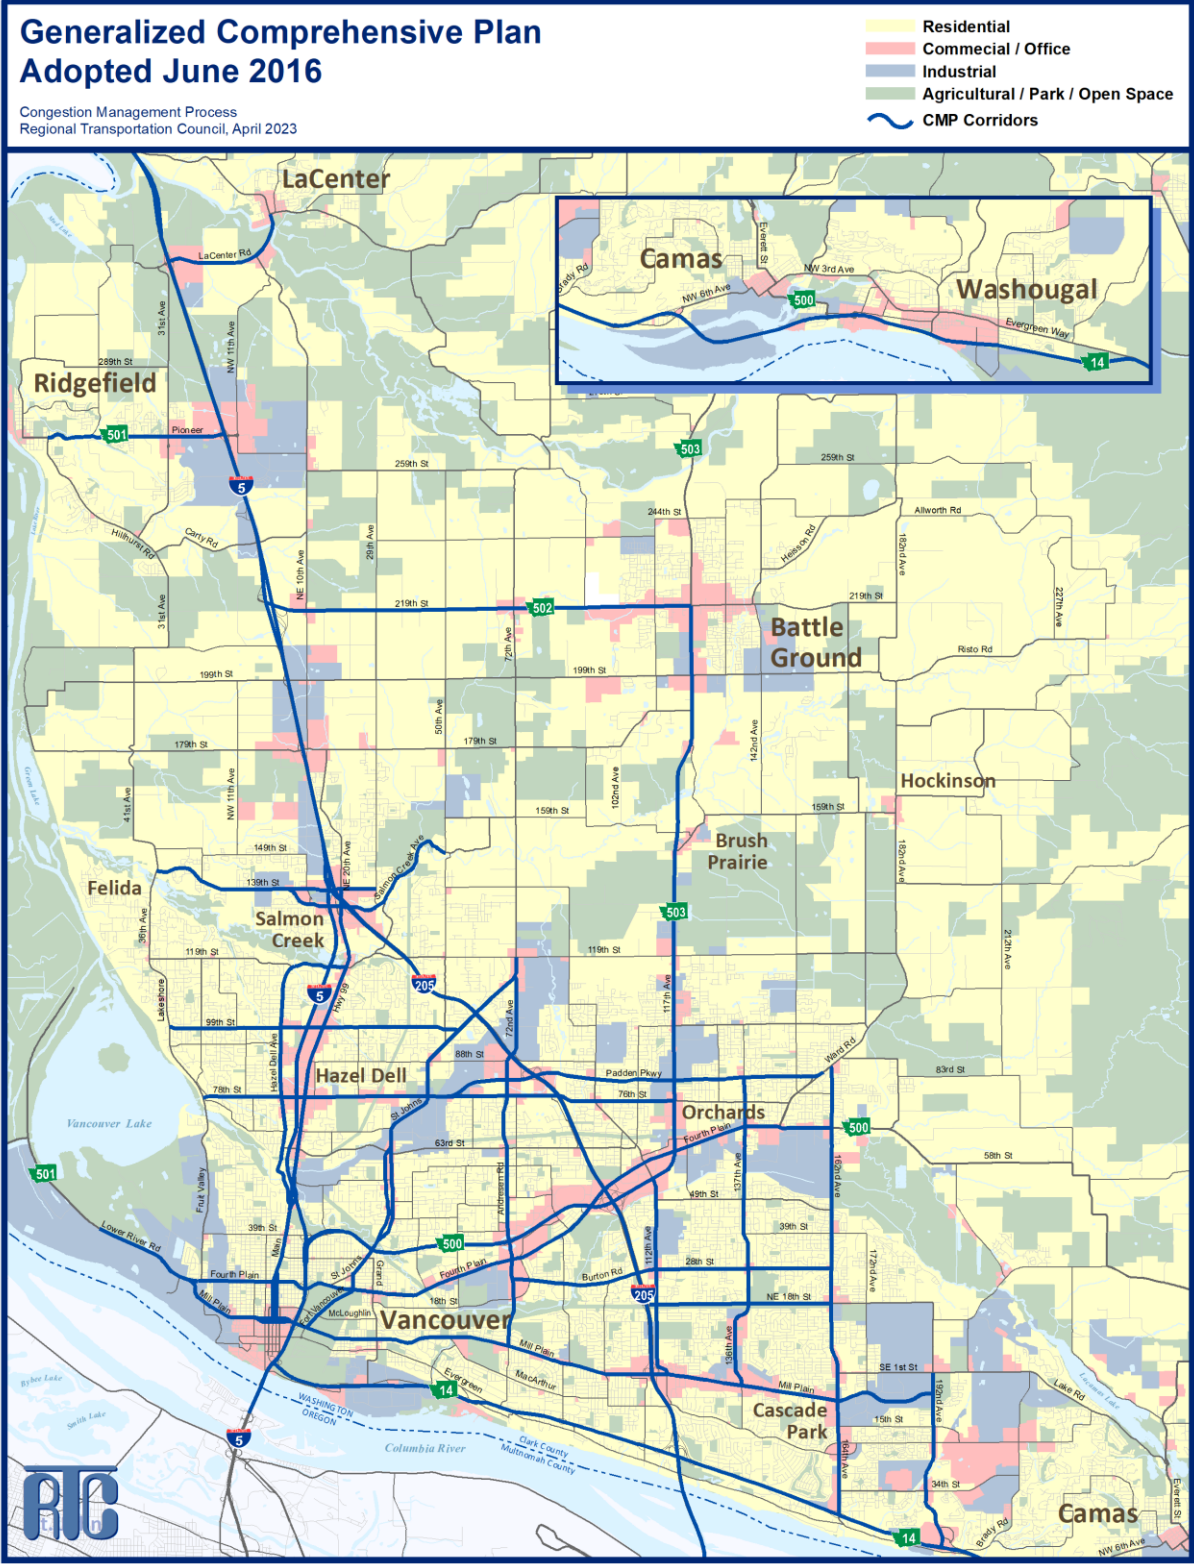 Generalized Comprehensive Plan
Adopted June 2016
Congestion Management Process
Regional Transportation Council, April 2023
Residential
Commecial / Office
Industrial
Agricultural / Park / Open Space
CMP Corridors
LaCenter
LaCenter Rd
31st Ave
NW 11th Ave
289th St
Ridgefield
501
Pioneer
5
Camas
Everett St
NW 3rd Ave
Brady Rd
NW 6th Ave
500
Washougal
Evergreen Way
14
503
259th St
259th St
244th St
Allworth Rd
Heisson Rd
182nd Ave
Hillhurst Rd
Carty Rd
29th Ave
NE 10th Ave
31st Ave
219th St
502
219th St
227th Ave
72nd Ave
Battle
Ground
Risto Rd
199th St
199th St
50th Ave
179th St
179th St
142nd Ave
102nd Ave
Hockinson
Green Lake
41st Ave
NW 11th Ave
159th St
159th St
149th St
NE 20th Ave
Salmon Creek Ave
Brush
Prairie
182nd Ave
Felida
139th St
Salmon
Creek
36th Ave
503
119th St
119th St
212th Ave
205
5
Hwy 99
Lakeshore
117th Ave
72nd Ave
99th St
Hazel Dell Ave
88th St
Ward Rd
Hazel Dell
Padden Pkwy
83rd St
78th St
76th St
St Johns
Orchards
Vancouver Lake
Fourth Plain
500
63rd St
58th St
501
Fruit Valley
Andresen Rd
137th Ave
162nd Ave
49th St
Lower River Rd
39th St
Main
500
112th Ave
39th St
172nd Ave
28th St
Fourth Plain
St Johns
Grand
Fourth Plain
Burton Rd
Mill Plain
Fort Vancouver
McLoughlin
18th St
205
NE 18th St
Vancouver
Mill Plain
136th Ave
SE 1st St
MacArthur
Mill Plain
192nd Ave
Lake Rd
Lacamas Lake
Evergreen
14
Bybee Lake
Smith Lake
WASHINGTON
OREGON
Cascade
Park
15th St
5
Columbia River
Clark County
Multnomah County
164th Ave
34th St
RTC
Camas
Everett St
14
Brady Rd
NW 6th Ave